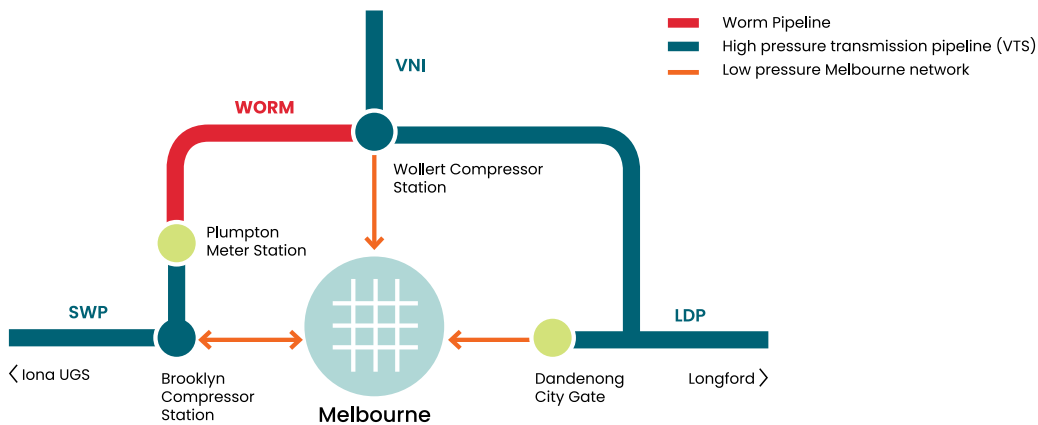 Worm Pipeline
High pressure transmission pipeline (VTS)
Low pressure Melbourne network
VNI
WORM
Wollert Compressor
Station
Plumpton
Meter Station
SWP
LDP
< Iona UGS
Brooklyn
Compressor
Station
Melbourne
Dandenong
City Gate
Longford >